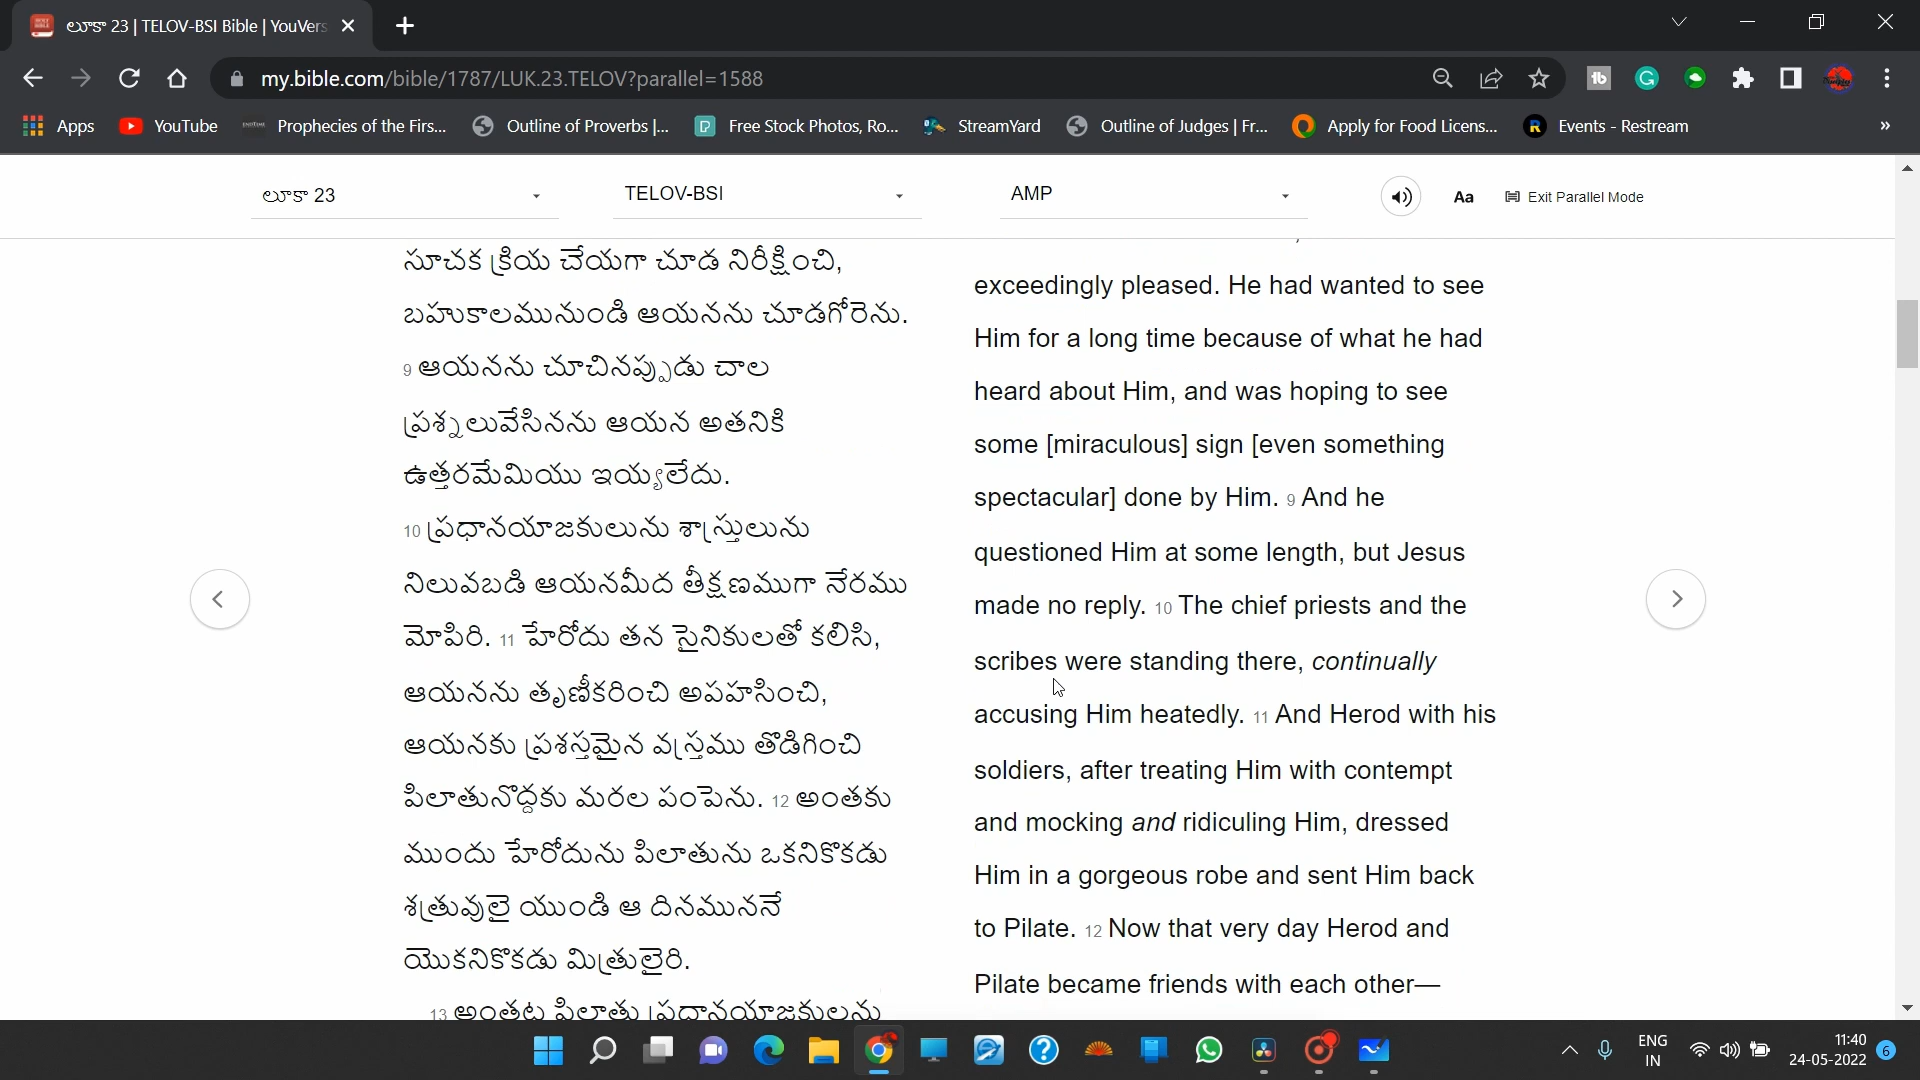 లూకా 23 | TELOV-BSI Bible | YouVers
my.bible.com/bible/1787/LUK.23.TELOV?parallel=1588
Apps
YouTube
Prophecies of the Firs...
Outline of Proverbs |...
Free Stock Photos, Ro...
StreamYard
Outline of Judges | Fr...
Apply for Food Licens...
Events - Restream
»
లూకా 23
TELOV-BSI
AMP
Aa
Exit Parallel Mode
సూచక క్రియ చేయగా చూడ నిరీక్షించి,
బహుకాలమునుండి ఆయనను చూడగోరెను.
9 ఆయనను చూచినప్పుడు చాల
ప్రశ్నలువేసినను ఆయన అతనికి
ఉత్తరమేమియు ఇయ్యలేదు.
10 ప్రధానయాజకులును శాస్త్రులును
నిలువబడి ఆయనమీద తీక్షణముగా నేరము
మోపిరి. 11 హేరోదు తన సైనికులతో కలిసి,
ఆయనను తృణీకరించి అపహసించి,
ఆయనకు ప్రశస్తమైన వస్త్రము తొడిగించి
పిలాతునొద్దకు మరల పంపెను. 12 అంతకు
ముందు హేరోదును పిలాతును ఒకనికొకడు
శత్రువులై యుండి ఆ దినముననే
యొకనికొకడు మిత్రులైరి.
13 అంతట పిలాతు ప్రధానయాజకులను
exceedingly pleased. He had wanted to see
Him for a long time because of what he had
heard about Him, and was hoping to see
some [miraculous] sign [even something
spectacular] done by Him. 9 And he
questioned Him at some length, but Jesus
made no reply. 10 The chief priests and the
scribes were standing there, continually
accusing Him heatedly. 11 And Herod with his
soldiers, after treating Him with contempt
and mocking and ridiculing Him, dressed
Him in a gorgeous robe and sent Him back
to Pilate. 12 Now that very day Herod and
Pilate became friends with each other—
ENG
IN
11:40
24-05-2022
6